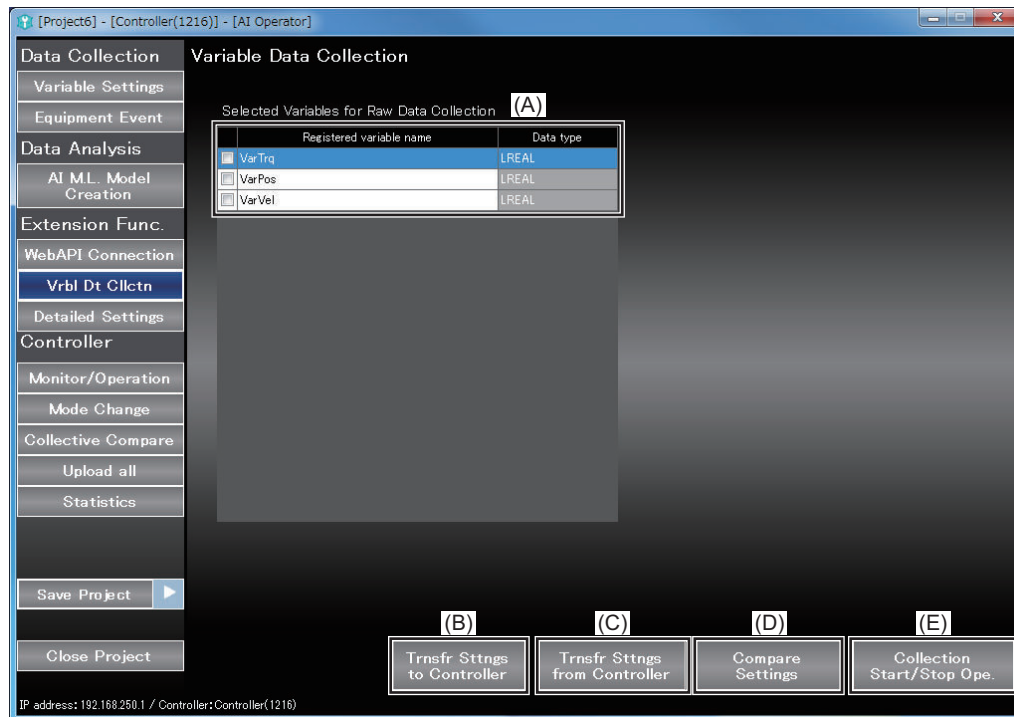 [Project6] - [Controller(1216)] - [AI Operator]
Data Collection
Variable Settings
Equipment Event
Data Analysis
AI M.L. Model
Creation
Extension Func.
WebAPI Connection
Vrbl Dt Cllctn
Detailed Settings
Controller
Monitor/Operation
Mode Change
Collective Compare
Upload all
Statistics
Save Project
Close Project
Variable Data Collection
Selected Variables for Raw Data Collection (A)
Registered variable name Data type
VarTrq LREAL
VarPos LREAL
VarVel LREAL
(B) (C) (D) (E)
Trnsfr Sttngs
to Controller
Trnsfr Sttngs
from Controller
Compare
Settings
Collection
Start/Stop Ope.
IP address: 192.168.250.1 / Controller:Controller(1216)